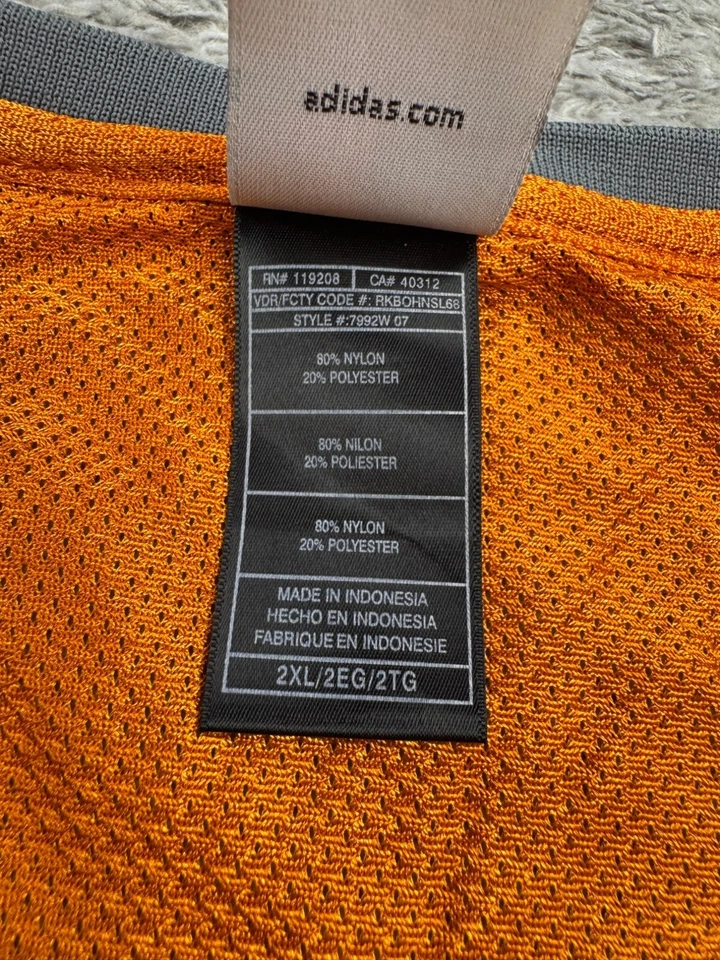 adidas.com
RN# 119208 CA# 40312
VDR/FCTY CODE #: RKBOHNSL68
STYLE #:7992W 07
80% NYLON
20% POLYESTER
80% NILON
20% POLIESTER
80% NYLON
20% POLYESTER
MADE IN INDONESIA
HECHO EN INDONESIA
FABRIQUE EN INDONESIE
2XL/2EG/2TG